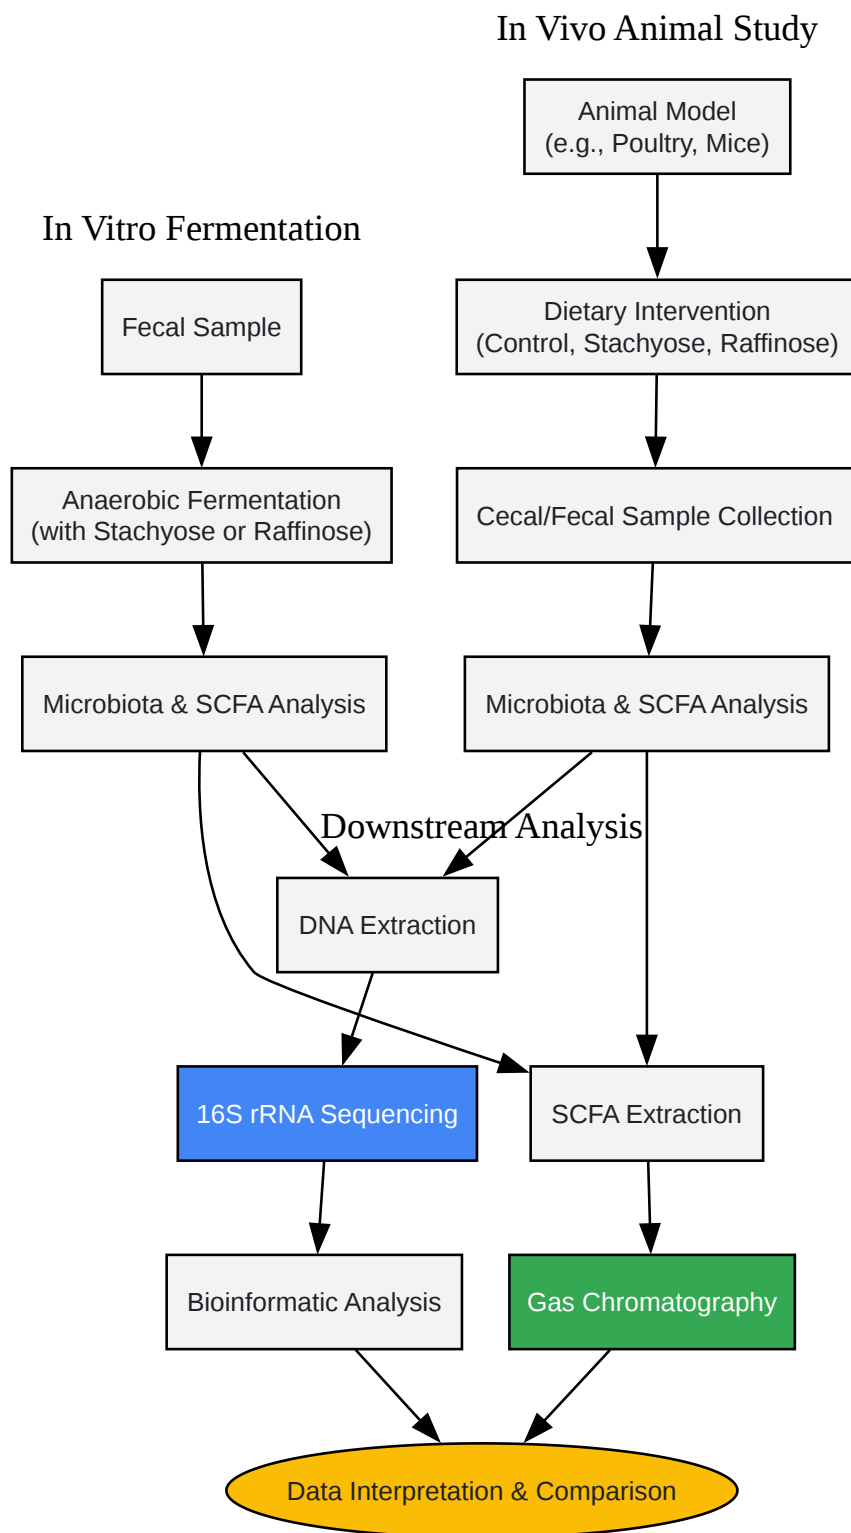 In Vivo Animal Study
Animal Model
(e.g., Poultry, Mice)
In Vitro Fermentation
Fecal Sample
Dietary Intervention
(Control, Stachyose, Raffinose)
Anaerobic Fermentation
(with Stachyose or Raffinose)
Cecal/Fecal Sample Collection
Microbiota & SCFA Analysis
Microbiota & SCFA Analysis
Downstream Analysis
DNA Extraction
16S rRNA Sequencing
SCFA Extraction
Bioinformatic Analysis
Gas Chromatography
Data Interpretation & Comparison